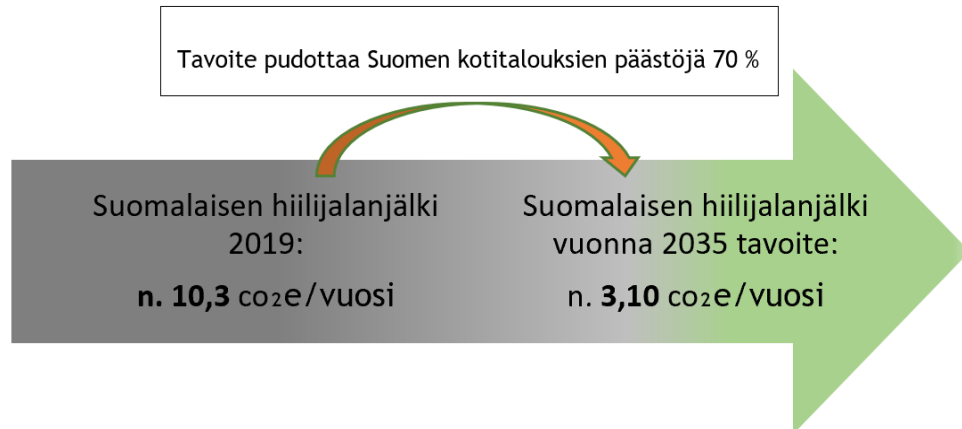 Tavoite pudottaa Suomen kotitalouksien päästöjä 70 %
Suomalaisen hiilijalanjälki
2019:
n. 10,3 co₂e/vuosi
Suomalaisen hiilijalanjälki
vuonna 2035 tavoite:
n. 3,10 co₂e/vuosi